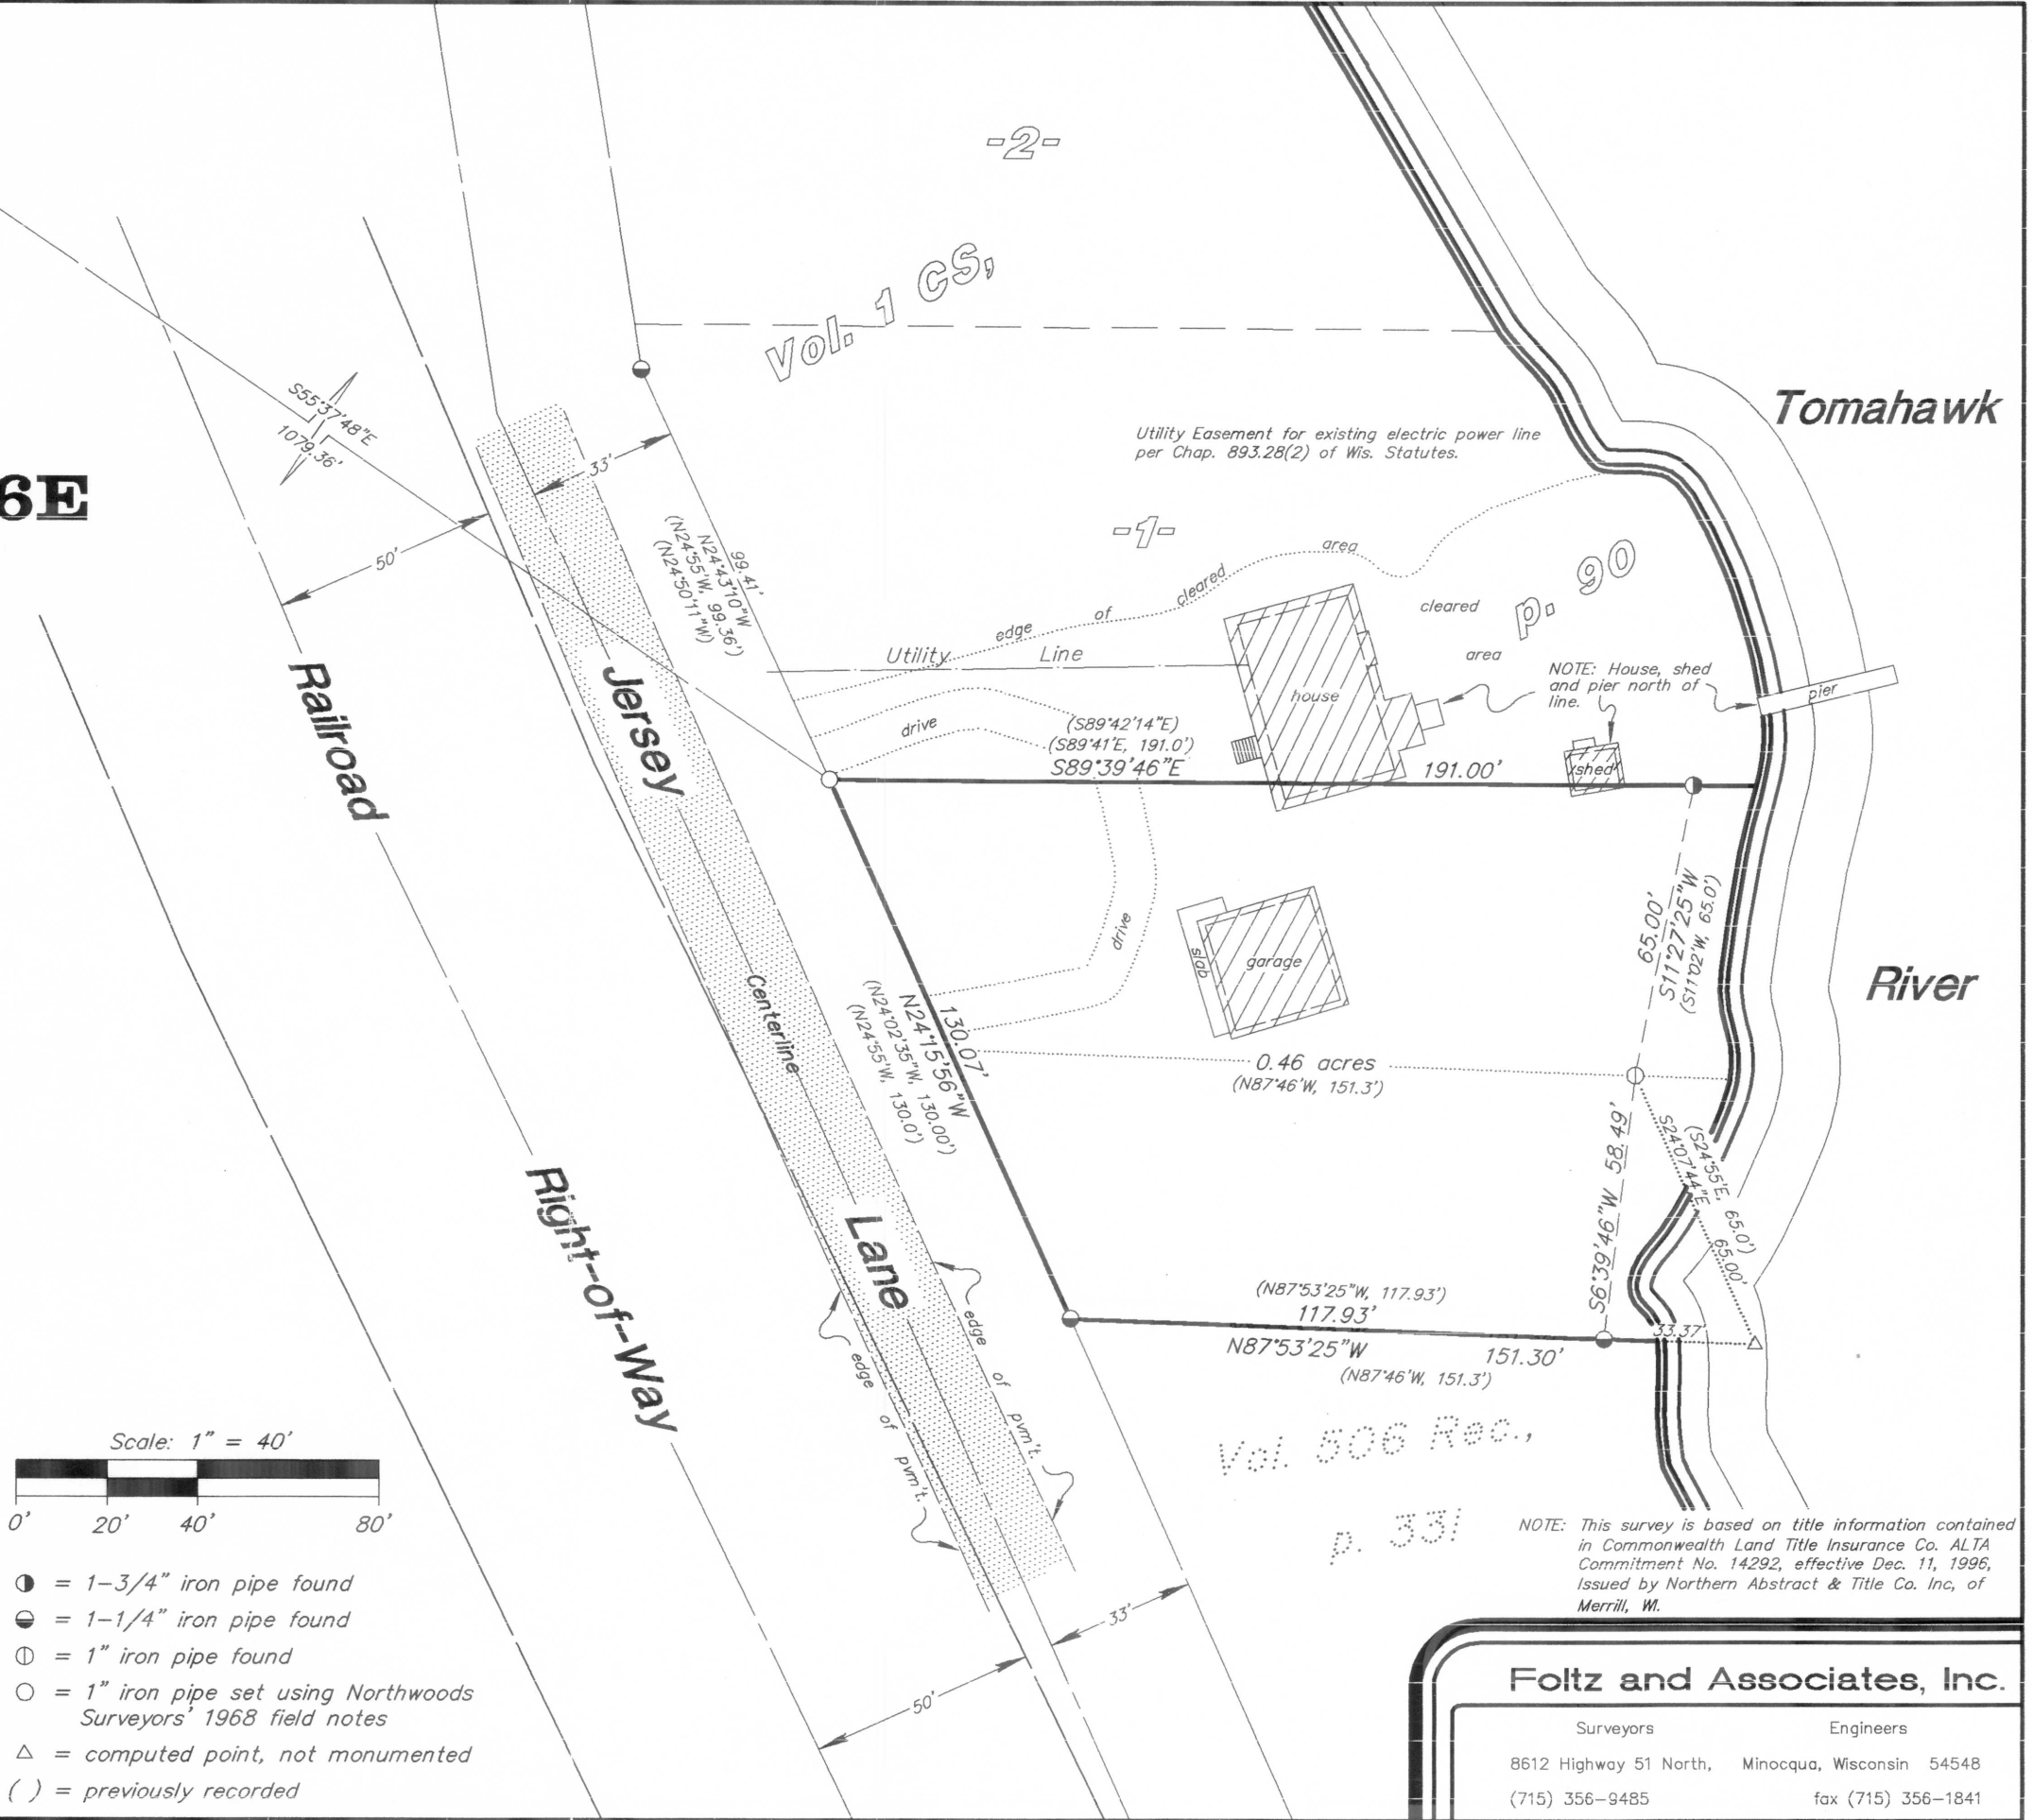 -2-
Vol. 1 CS,
Tomahawk
S55°37'48"E
1079.36'
6E
33'
50'
Utility Easement for existing electric power line
per Chap. 893.28(2) of Wis. Statutes.
-1-
p. 90
99.41'
N24°43'10"W
(N24°55'W, 99.36')
(N24°50'11"W)
edge of cleared area
cleared
area
Utility Line
NOTE: House, shed
and pier north of
line.
pier
house
shed
drive
(S89°42'14"E)
(S89°41'E, 191.0')
S89°39'46"E
191.00'
Railroad
Jersey
65.00'
S11°27'25"W
(S11°02'W, 65.0')
drive
slab
garage
River
Centerline
130.07'
N24°15'56"W
(N24°02'35"W, 130.00')
(N24°55'W, 130.0')
0.46 acres
(N87°46'W, 151.3')
S6°39'46"W 58.49'
(S24°55'E, 65.0')
S24°07'44"E 65.00'
Right-of-Way
Lane
(N87°53'25"W, 117.93')
117.93'
33.37'
N87°53'25"W
151.30'
(N87°46'W, 151.3')
edge of pvm't.
edge of pvm't.
Vol. 506 Rec.,
p. 331
33'
50'
Scale: 1" = 40'
0' 20' 40' 80'
= 1-3/4" iron pipe found
= 1-1/4" iron pipe found
= 1" iron pipe found
= 1" iron pipe set using Northwoods
Surveyors' 1968 field notes
△ = computed point, not monumented
( ) = previously recorded
NOTE: This survey is based on title information contained
in Commonwealth Land Title Insurance Co. ALTA
Commitment No. 14292, effective Dec. 11, 1996,
Issued by Northern Abstract & Title Co. Inc, of
Merrill, WI.
Foltz and Associates, Inc.
Surveyors Engineers
8612 Highway 51 North, Minocqua, Wisconsin 54548
(715) 356-9485 fax (715) 356-1841